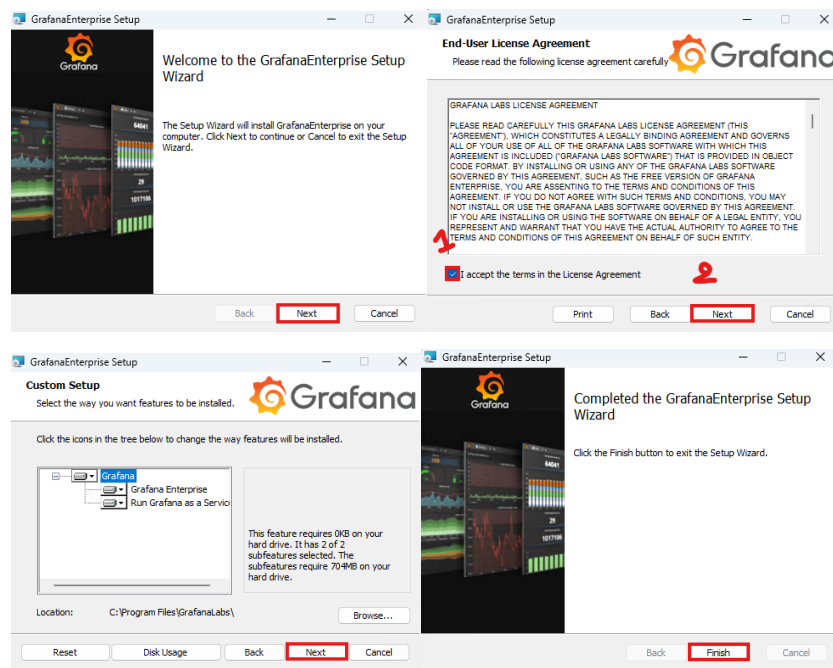 GrafanaEnterprise Setup
Grafana
Welcome to the GrafanaEnterprise Setup
Wizard
The Setup Wizard will install GrafanaEnterprise on your
computer. Click Next to continue or Cancel to exit the Setup
Wizard.
64041
29
1017106
Back
Next
Cancel
GrafanaEnterprise Setup
End-User License Agreement
Please read the following license agreement carefully
Grafana
GRAFANA LABS LICENSE AGREEMENT
PLEASE READ CAREFULLY THIS GRAFANA LABS LICENSE AGREEMENT (THIS
"AGREEMENT"), WHICH CONSTITUTES A LEGALLY BINDING AGREEMENT AND GOVERNS
ALL OF YOUR USE OF ALL OF THE GRAFANA LABS SOFTWARE WITH WHICH THIS
AGREEMENT IS INCLUDED ("GRAFANA LABS SOFTWARE") THAT IS PROVIDED IN OBJECT
CODE FORMAT. BY INSTALLING OR USING ANY OF THE GRAFANA LABS SOFTWARE
GOVERNED BY THIS AGREEMENT, SUCH AS THE FREE VERSION OF GRAFANA
ENTERPRISE, YOU ARE ASSENTING TO THE TERMS AND CONDITIONS OF THIS
AGREEMENT. IF YOU DO NOT AGREE WITH SUCH TERMS AND CONDITIONS, YOU MAY
NOT INSTALL OR USE THE GRAFANA LABS SOFTWARE GOVERNED BY THIS AGREEMENT.
IF YOU ARE INSTALLING OR USING THE SOFTWARE ON BEHALF OF A LEGAL ENTITY, YOU
REPRESENT AND WARRANT THAT YOU HAVE THE ACTUAL AUTHORITY TO AGREE TO THE
TERMS AND CONDITIONS OF THIS AGREEMENT ON BEHALF OF SUCH ENTITY.
1
I accept the terms in the License Agreement
2
Print
Back
Next
Cancel
GrafanaEnterprise Setup
Custom Setup
Select the way you want features to be installed.
Grafana
Click the icons in the tree below to change the way features will be installed.
Grafana
Grafana Enterprise
Run Grafana as a Servic
This feature requires 0KB on your
hard drive. It has 2 of 2
subfeatures selected. The
subfeatures require 704MB on your
hard drive.
Location: C:\Program Files\GrafanaLabs\
Browse...
Reset
Disk Usage
Back
Next
Cancel
GrafanaEnterprise Setup
Grafana
Completed the GrafanaEnterprise Setup
Wizard
Click the Finish button to exit the Setup Wizard.
64041
29
1017106
Back
Finish
Cancel